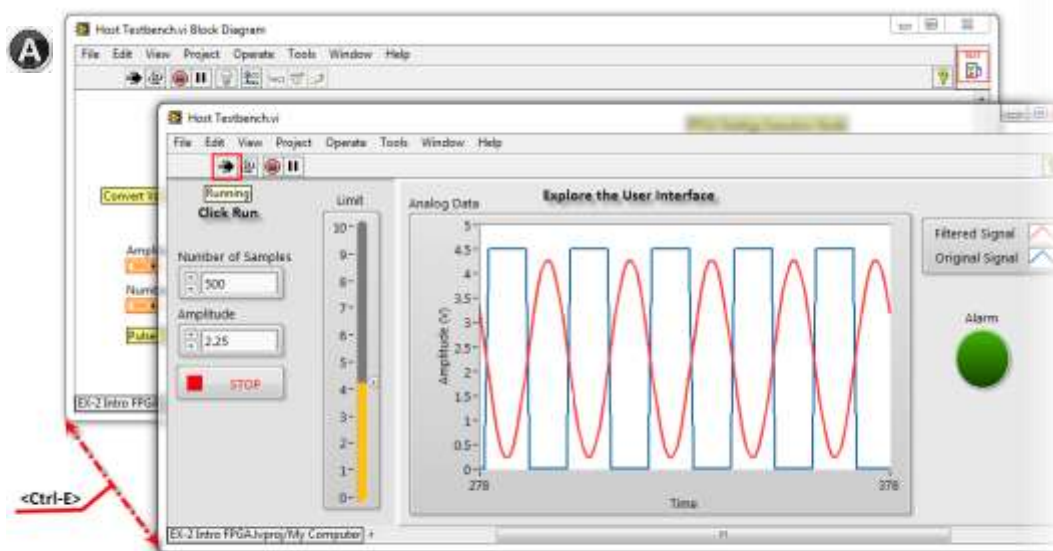 A
Host Testbench.vi Block Diagram
File Edit View Project Operate Tools Window Help
Host Testbench.vi
File Edit View Project Operate Tools Window Help
Convert
Running
Click Run
Limit
Analog Data
Explore the User Interface
Number of Samples
500
Amplitude
2.25
STOP
10
9
8
7
6
5
4
3
2
1
0
Amplitude (V)
5
4.5
4
3.5
3
2.5
2
1.5
1
0.5
0
278
378
Time
Filtered Signal
Original Signal
Alarm
EX-2 Intro FPGA.lvproj/My Computer
<Ctrl-E>